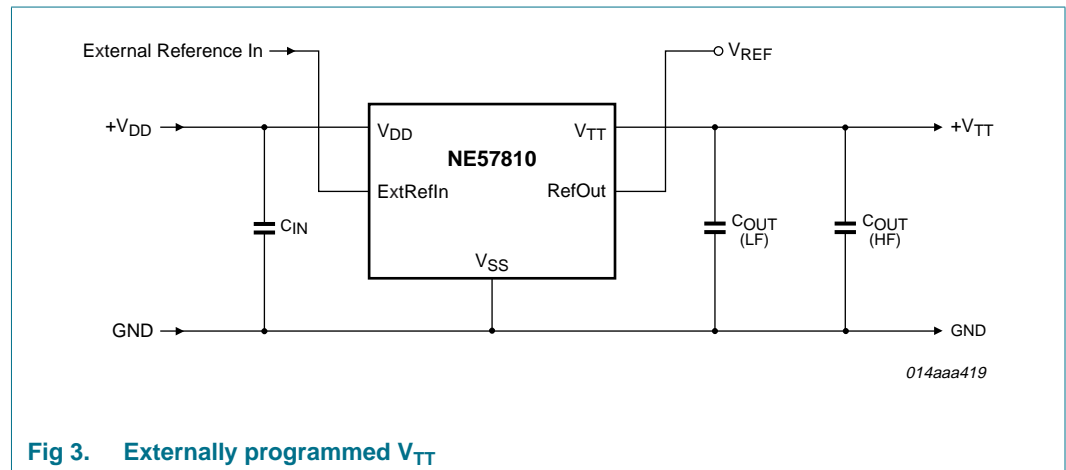 External Reference In
VREF
+VDD
VDD
VTT
+VTT
NE57810
ExtRefIn
RefOut
CIN
COUT
(LF)
COUT
(HF)
VSS
GND
GND
014aaa419
Fig 3. Externally programmed VTT